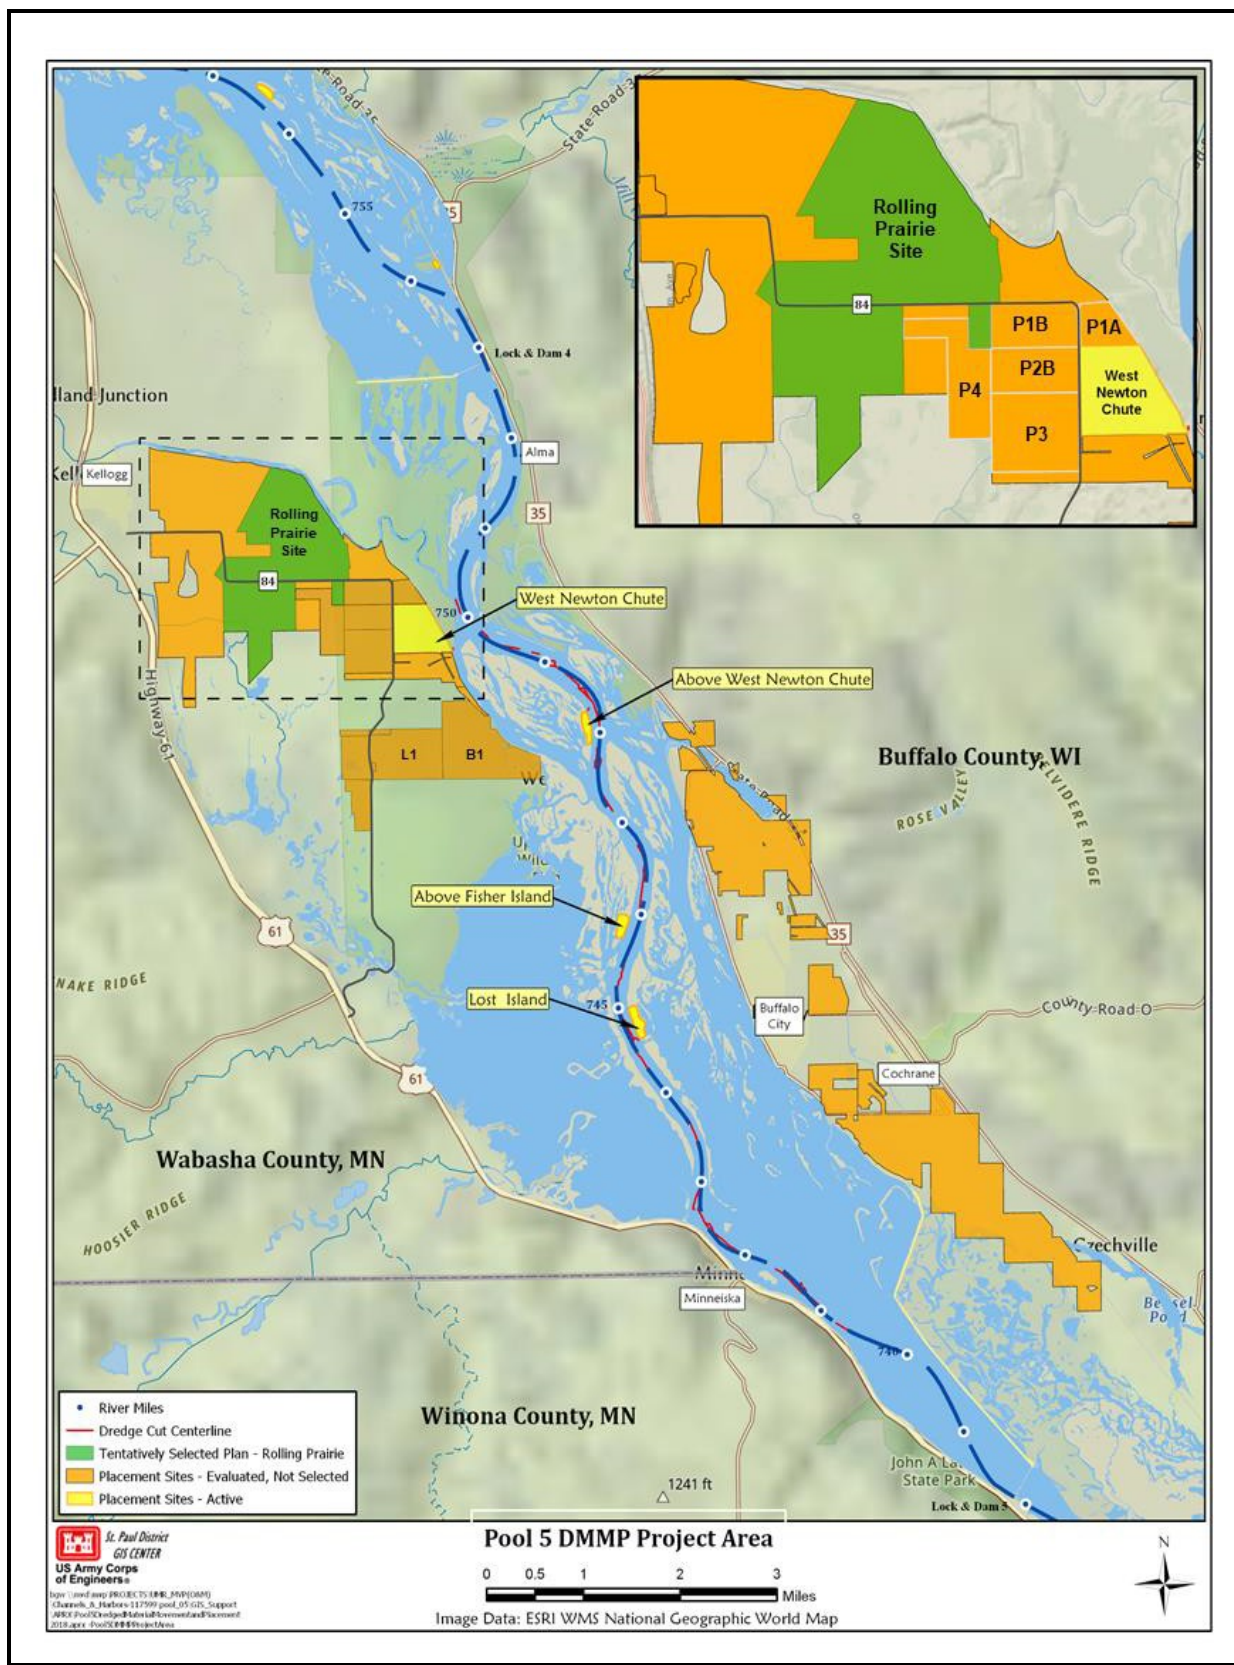 State-Road-35
35
755
Lock & Dam 4
lland Junction
Kellogg
Alma
35
Rolling
Prairie
Site
84
P1B
P1A
P2B
West
Newton
Chute
P4
P3
Rolling
Prairie
Site
84
750
West Newton Chute
Above West Newton Chute
Highway-61
L1
B1
Buffalo County, WI
ROSE VALLEY
BELVIDERE RIDGE
Above Fisher Island
61
35
SNAKE RIDGE
Lost Island
745
Buffalo
City
County-Road-O
Cochrane
61
Wabasha County, MN
HOOSIER RIDGE
Czechville
Minneiska
740
Winona County, MN
State Park
1241 ft
Lock & Dam 5
River Miles
Dredge Cut Centerline
Tentatively Selected Plan - Rolling Prairie
Placement Sites - Evaluated, Not Selected
Placement Sites - Active
St. Paul District
GIS CENTER
US Army Corps
of Engineers®
Pool 5 DMMP Project Area
0 0.5 1 2 3
Miles
Image Data: ESRI WMS National Geographic World Map
N